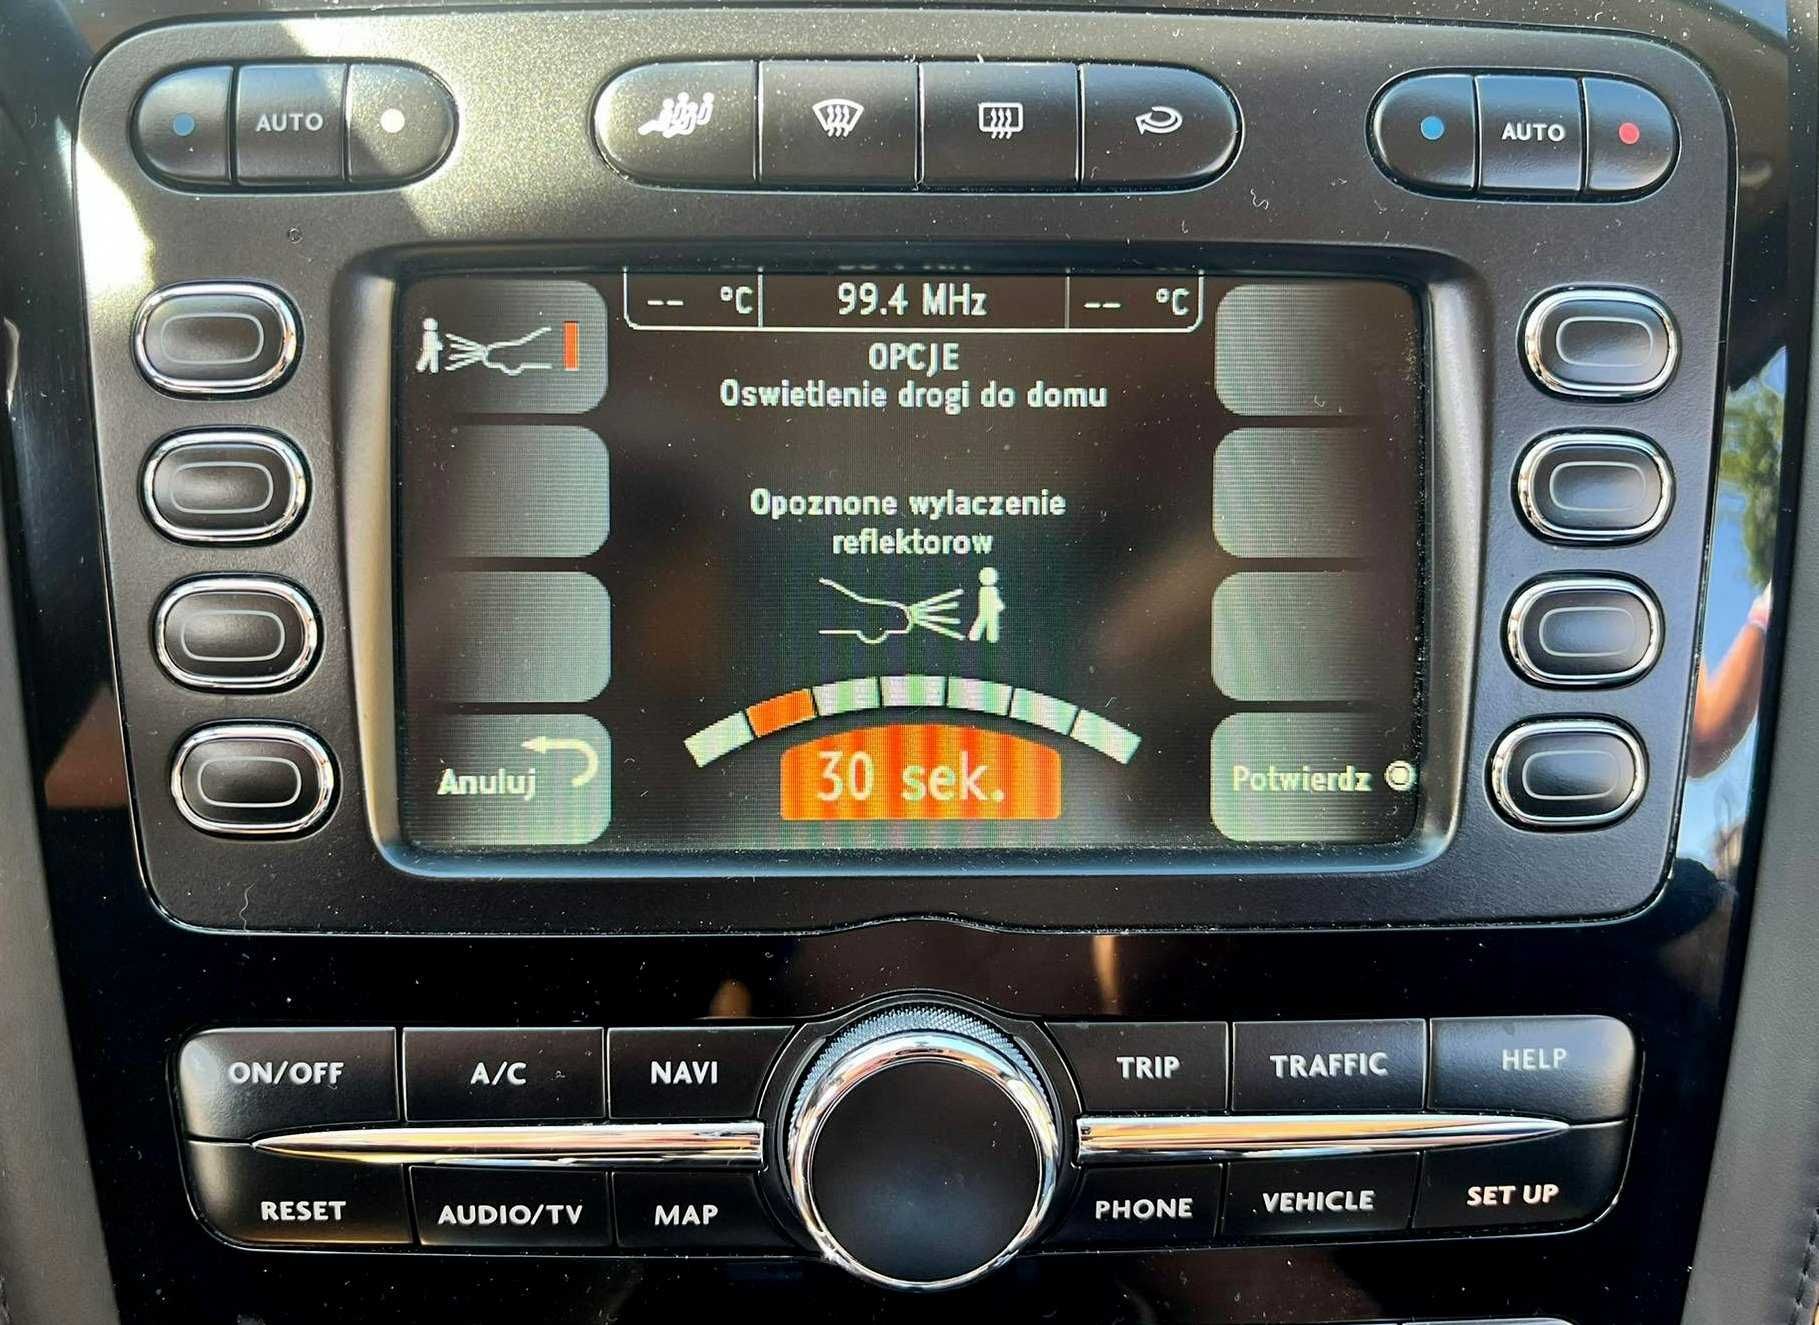 AUTO
AUTO
-- °C
99.4 MHz
-- °C
OPCJE
Oswietlenie drogi do domu
Opoznone wylaczenie
reflektorow
30 sek.
Anuluj
Potwierdz
ON/OFF
A/C
NAVI
TRIP
TRAFFIC
HELP
RESET
AUDIO/TV
MAP
PHONE
VEHICLE
SET UP